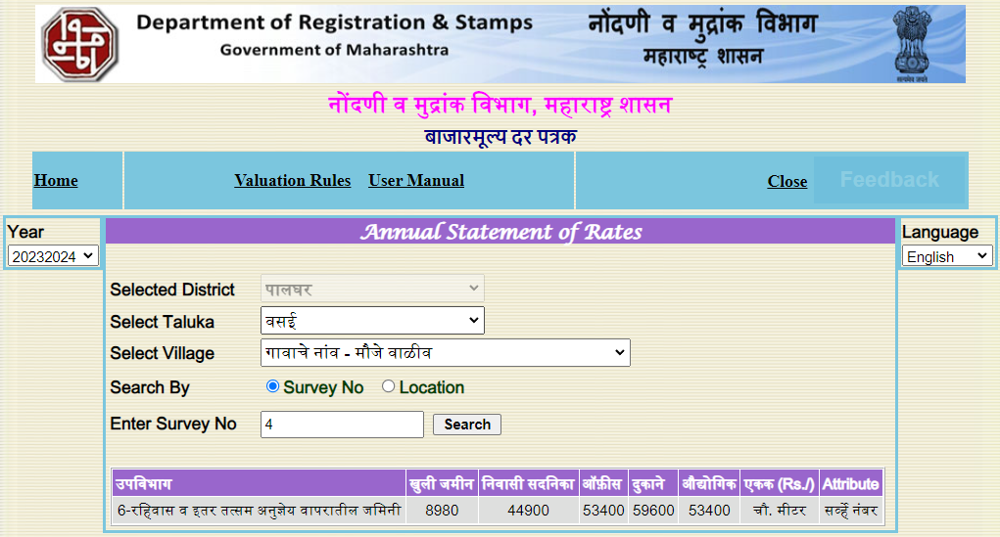 Department of Registration & Stamps
Government of Maharashtra
नोंदणी व मुद्रांक विभाग
महाराष्ट्र शासन
नोंदणी व मुद्रांक विभाग, महाराष्ट्र शासन
बाजारमूल्य दर पत्रक
Home Valuation Rules User Manual Close Feedback
Year
20232024
Annual Statement of Rates
Language
English
Selected District पालघर
Select Taluka वसई
Select Village गावाचे नांव - मौजे वाळीव
Search By Survey No Location
Enter Survey No 4 Search
उपविभाग खुली जमीन निवासी सदनिका ऑफ़ीस दुकाने औद्योगिक एकक (Rs./) Attribute
6-रहिवास व इतर तत्सम अनुज्ञेय वापरातील जमिनी 8980 44900 53400 59600 53400 चौ. मीटर सर्व्हे नंबर